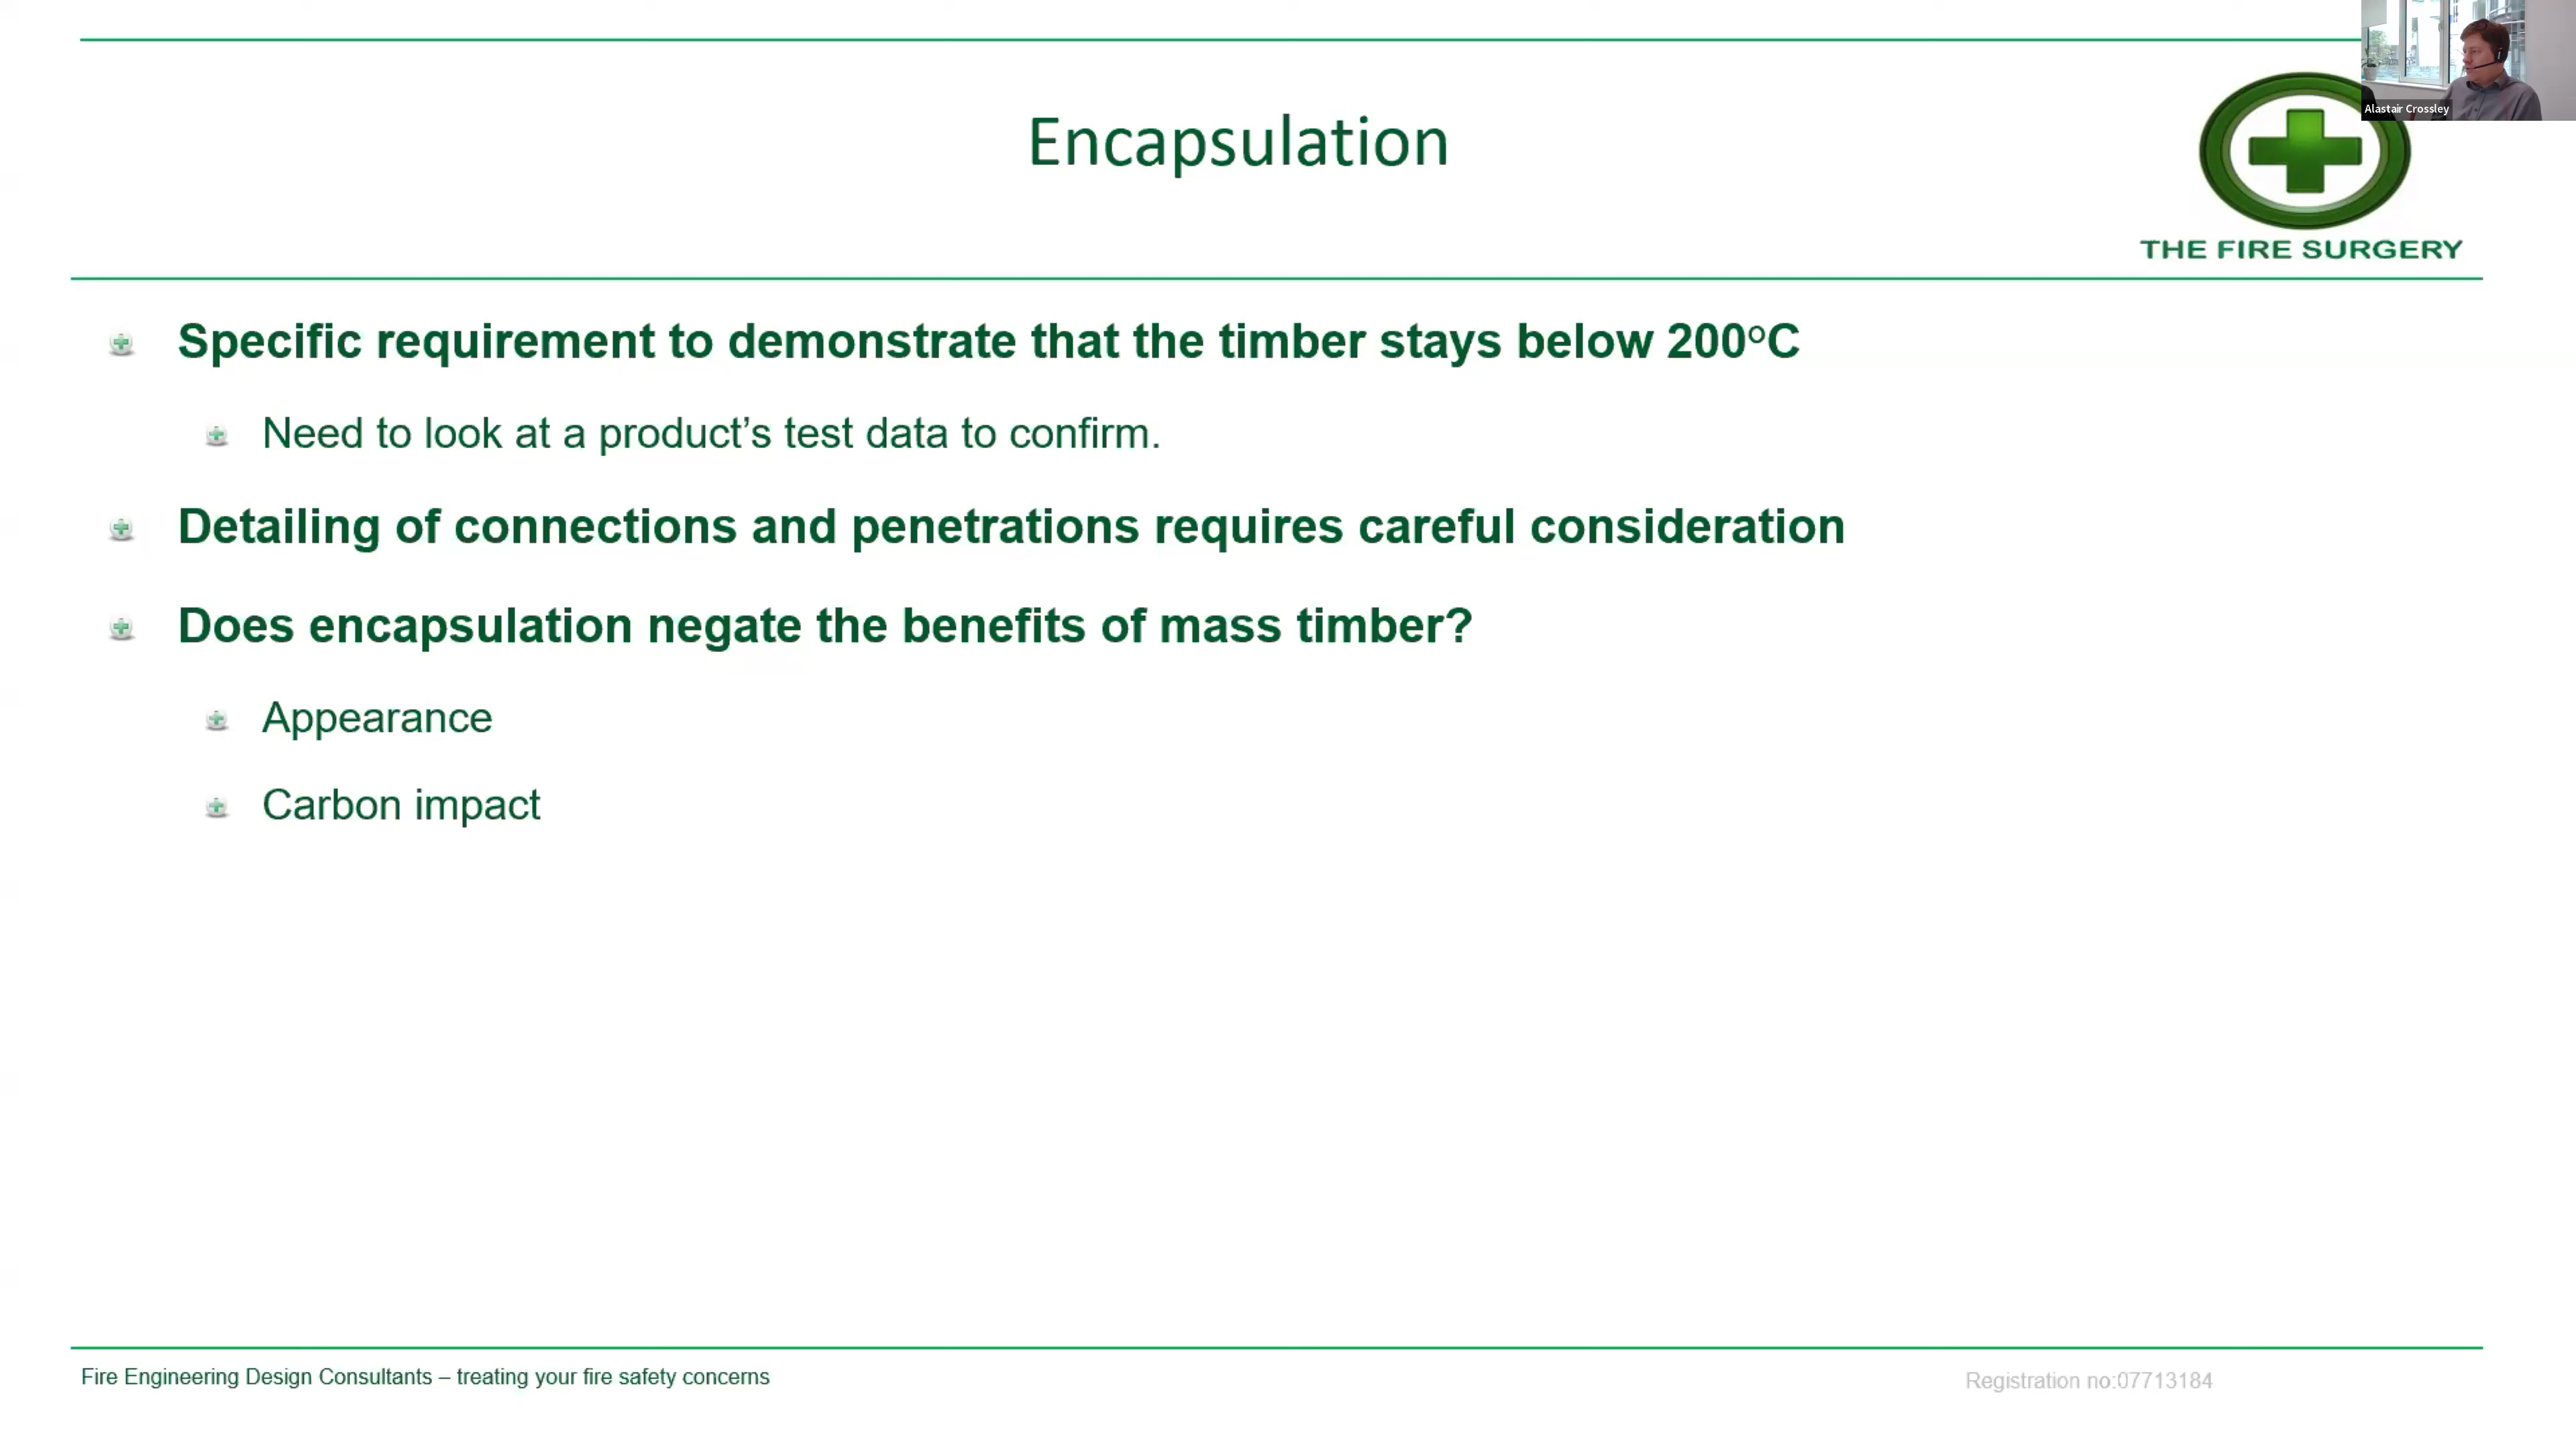 Alastair Crossley
Encapsulation
THE FIRE SURGERY
Specific requirement to demonstrate that the timber stays below 200ºC
Need to look at a product’s test data to confirm.
Detailing of connections and penetrations requires careful consideration
Does encapsulation negate the benefits of mass timber?
Appearance
Carbon impact
Fire Engineering Design Consultants – treating your fire safety concerns
Registration no:07713184